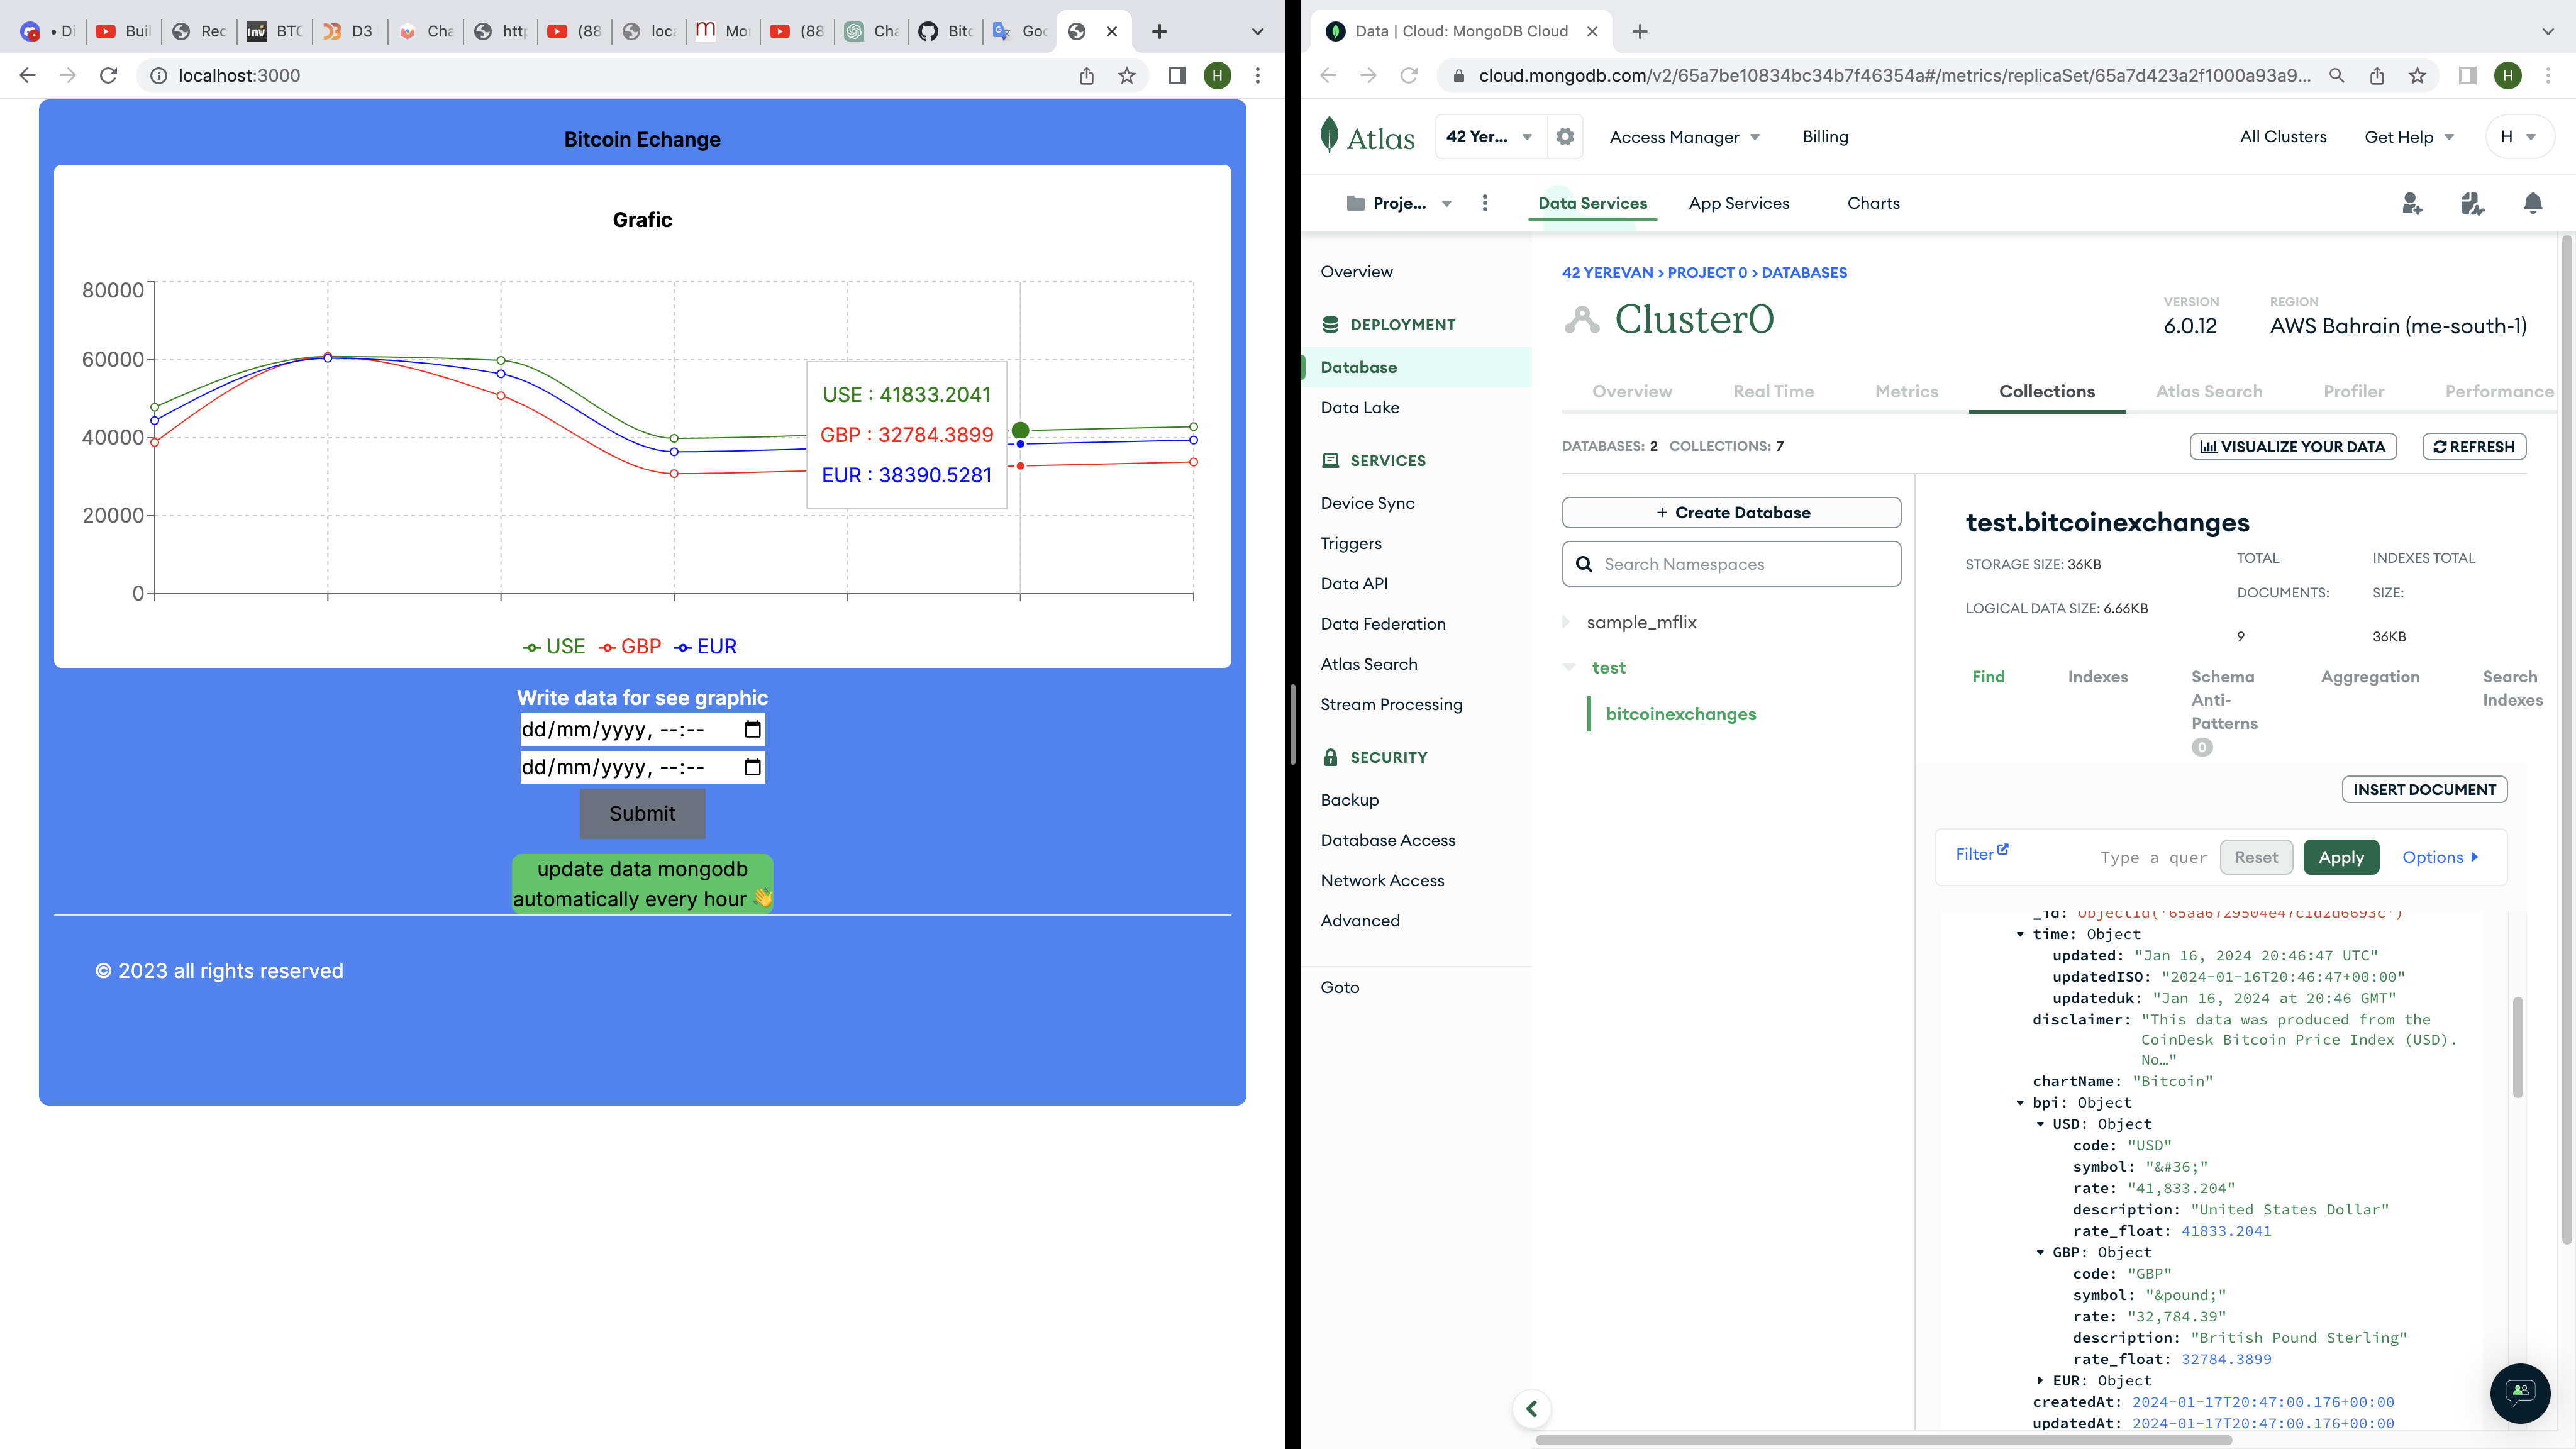 Di
Buil
Rec
BTC
D3
Cha
http
(88
loca
Mo
(88
Cha
Bitc
Goo
localhost:3000
H
Bitcoin Echange
Grafic
80000
60000
40000
20000
0
USE : 41833.2041
GBP : 32784.3899
EUR : 38390.5281
USE GBP EUR
Write data for see graphic
dd/mm/yyyy, --:--
dd/mm/yyyy, --:--
Submit
update data mongodb
automatically every hour 👋
© 2023 all rights reserved
Data | Cloud: MongoDB Cloud
cloud.mongodb.com/v2/65a7be10834bc34b7f46354a#/metrics/replicaSet/65a7d423a2f1000a93a9...
H
Atlas
42 Yer...
Access Manager
Billing
All Clusters
Get Help
H
Proje...
Data Services
App Services
Charts
Overview
DEPLOYMENT
Database
Data Lake
SERVICES
Device Sync
Triggers
Data API
Data Federation
Atlas Search
Stream Processing
SECURITY
Backup
Database Access
Network Access
Advanced
Goto
42 YEREVAN > PROJECT 0 > DATABASES
Cluster0
VERSION
6.0.12
REGION
AWS Bahrain (me-south-1)
Overview
Real Time
Metrics
Collections
Atlas Search
Profiler
Performance
DATABASES: 2 COLLECTIONS: 7
VISUALIZE YOUR DATA
REFRESH
+ Create Database
Search Namespaces
sample_mflix
test
bitcoinexchanges
test.bitcoinexchanges
STORAGE SIZE: 36KB
LOGICAL DATA SIZE: 6.66KB
TOTAL
DOCUMENTS:
9
INDEXES TOTAL
SIZE:
36KB
Find
Indexes
Schema
Anti-
Patterns
0
Aggregation
Search
Indexes
INSERT DOCUMENT
Filter
Type a quer
Reset
Apply
Options
_id: ObjectId('65aa6729504e47c1d2d6693c')
time: Object
updated: "Jan 16, 2024 20:46:47 UTC"
updatedISO: "2024-01-16T20:46:47+00:00"
updateduk: "Jan 16, 2024 at 20:46 GMT"
disclaimer: "This data was produced from the
CoinDesk Bitcoin Price Index (USD).
No…"
chartName: "Bitcoin"
bpi: Object
USD: Object
code: "USD"
symbol: "&#36;"
rate: "41,833.204"
description: "United States Dollar"
rate_float: 41833.2041
GBP: Object
code: "GBP"
symbol: "&pound;"
rate: "32,784.39"
description: "British Pound Sterling"
rate_float: 32784.3899
EUR: Object
createdAt: 2024-01-17T20:47:00.176+00:00
updatedAt: 2024-01-17T20:47:00.176+00:00